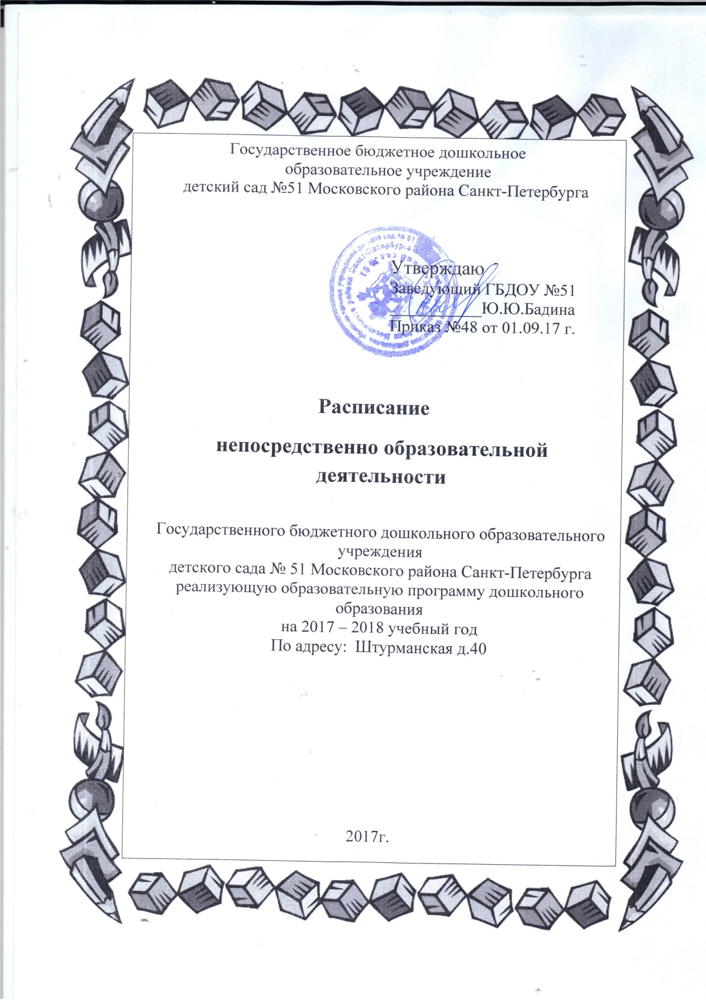 Государственное бюджетное дошкольное
образовательное учреждение
детский сад №51 Московского района Санкт-Петербурга
Утверждаю
Заведующий ГБДОУ №51
___________Ю.Ю.Бадина
Приказ №48 от 01.09.17 г.
Расписание
непосредственно образовательной
деятельности
Государственного бюджетного дошкольного образовательного
учреждения
детского сада № 51 Московского района Санкт-Петербурга
реализующую образовательную программу дошкольного
образования
на 2017 – 2018 учебный год
По адресу: Штурманская д.40
2017г.